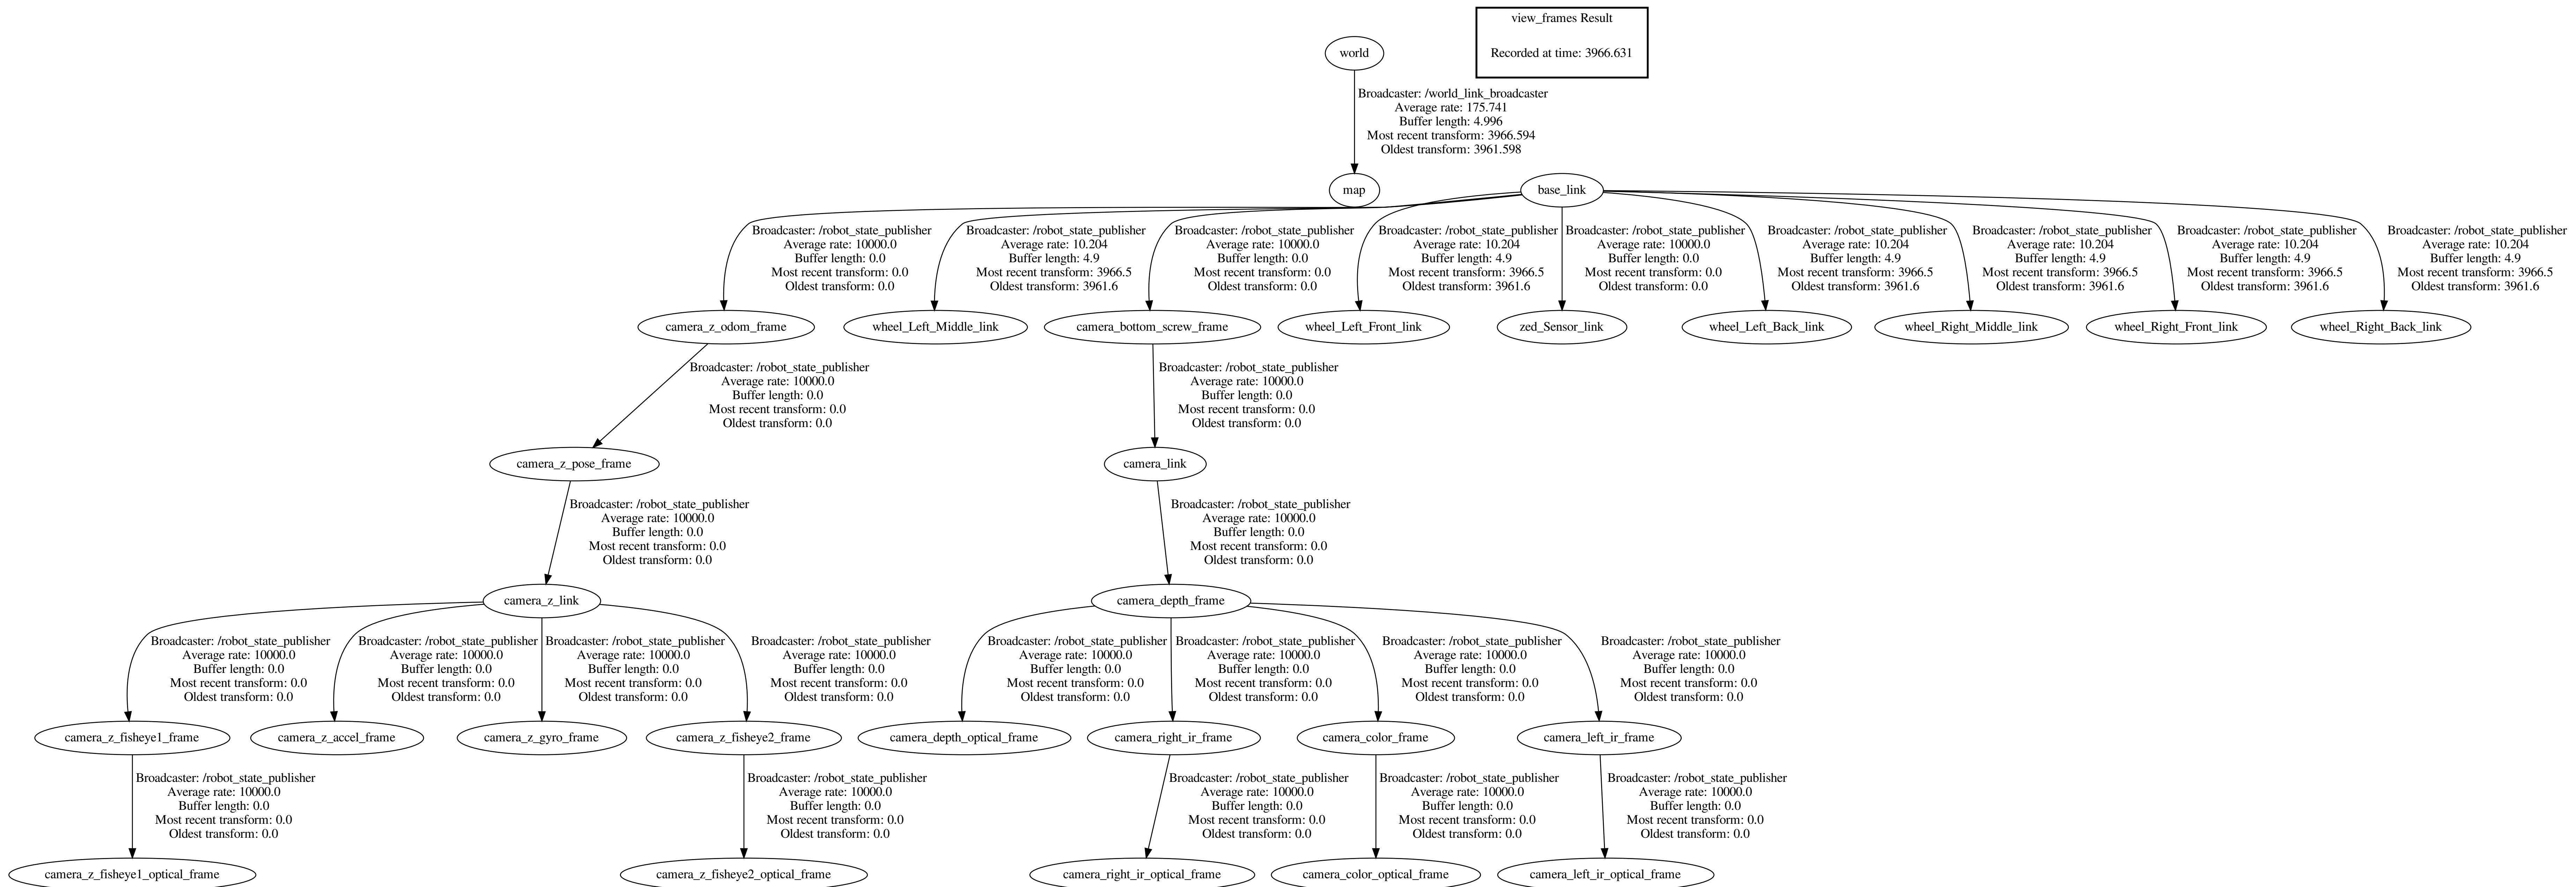 view_frames Result
Recorded at time: 3966.631
world
Broadcaster: /world_link_broadcaster
Average rate: 175.741
Buffer length: 4.996
Most recent transform: 3966.594
Oldest transform: 3961.598
map
base_link
Broadcaster: /robot_state_publisher
Average rate: 10000.0
Buffer length: 0.0
Most recent transform: 0.0
Oldest transform: 0.0
Broadcaster: /robot_state_publisher
Average rate: 10.204
Buffer length: 4.9
Most recent transform: 3966.5
Oldest transform: 3961.6
Broadcaster: /robot_state_publisher
Average rate: 10000.0
Buffer length: 0.0
Most recent transform: 0.0
Oldest transform: 0.0
Broadcaster: /robot_state_publisher
Average rate: 10.204
Buffer length: 4.9
Most recent transform: 3966.5
Oldest transform: 3961.6
Broadcaster: /robot_state_publisher
Average rate: 10000.0
Buffer length: 0.0
Most recent transform: 0.0
Oldest transform: 0.0
Broadcaster: /robot_state_publisher
Average rate: 10.204
Buffer length: 4.9
Most recent transform: 3966.5
Oldest transform: 3961.6
Broadcaster: /robot_state_publisher
Average rate: 10.204
Buffer length: 4.9
Most recent transform: 3966.5
Oldest transform: 3961.6
Broadcaster: /robot_state_publisher
Average rate: 10.204
Buffer length: 4.9
Most recent transform: 3966.5
Oldest transform: 3961.6
Broadcaster: /robot_state_publisher
Average rate: 10.204
Buffer length: 4.9
Most recent transform: 3966.5
Oldest transform: 3961.6
camera_z_odom_frame
wheel_Left_Middle_link
camera_bottom_screw_frame
wheel_Left_Front_link
zed_Sensor_link
wheel_Left_Back_link
wheel_Right_Middle_link
wheel_Right_Front_link
wheel_Right_Back_link
Broadcaster: /robot_state_publisher
Average rate: 10000.0
Buffer length: 0.0
Most recent transform: 0.0
Oldest transform: 0.0
Broadcaster: /robot_state_publisher
Average rate: 10000.0
Buffer length: 0.0
Most recent transform: 0.0
Oldest transform: 0.0
camera_z_pose_frame
camera_link
Broadcaster: /robot_state_publisher
Average rate: 10000.0
Buffer length: 0.0
Most recent transform: 0.0
Oldest transform: 0.0
Broadcaster: /robot_state_publisher
Average rate: 10000.0
Buffer length: 0.0
Most recent transform: 0.0
Oldest transform: 0.0
camera_z_link
camera_depth_frame
Broadcaster: /robot_state_publisher
Average rate: 10000.0
Buffer length: 0.0
Most recent transform: 0.0
Oldest transform: 0.0
Broadcaster: /robot_state_publisher
Average rate: 10000.0
Buffer length: 0.0
Most recent transform: 0.0
Oldest transform: 0.0
Broadcaster: /robot_state_publisher
Average rate: 10000.0
Buffer length: 0.0
Most recent transform: 0.0
Oldest transform: 0.0
Broadcaster: /robot_state_publisher
Average rate: 10000.0
Buffer length: 0.0
Most recent transform: 0.0
Oldest transform: 0.0
Broadcaster: /robot_state_publisher
Average rate: 10000.0
Buffer length: 0.0
Most recent transform: 0.0
Oldest transform: 0.0
Broadcaster: /robot_state_publisher
Average rate: 10000.0
Buffer length: 0.0
Most recent transform: 0.0
Oldest transform: 0.0
Broadcaster: /robot_state_publisher
Average rate: 10000.0
Buffer length: 0.0
Most recent transform: 0.0
Oldest transform: 0.0
Broadcaster: /robot_state_publisher
Average rate: 10000.0
Buffer length: 0.0
Most recent transform: 0.0
Oldest transform: 0.0
camera_z_fisheye1_frame
camera_z_accel_frame
camera_z_gyro_frame
camera_z_fisheye2_frame
camera_depth_optical_frame
camera_right_ir_frame
camera_color_frame
camera_left_ir_frame
Broadcaster: /robot_state_publisher
Average rate: 10000.0
Buffer length: 0.0
Most recent transform: 0.0
Oldest transform: 0.0
Broadcaster: /robot_state_publisher
Average rate: 10000.0
Buffer length: 0.0
Most recent transform: 0.0
Oldest transform: 0.0
Broadcaster: /robot_state_publisher
Average rate: 10000.0
Buffer length: 0.0
Most recent transform: 0.0
Oldest transform: 0.0
Broadcaster: /robot_state_publisher
Average rate: 10000.0
Buffer length: 0.0
Most recent transform: 0.0
Oldest transform: 0.0
Broadcaster: /robot_state_publisher
Average rate: 10000.0
Buffer length: 0.0
Most recent transform: 0.0
Oldest transform: 0.0
camera_z_fisheye1_optical_frame
camera_z_fisheye2_optical_frame
camera_right_ir_optical_frame
camera_color_optical_frame
camera_left_ir_optical_frame